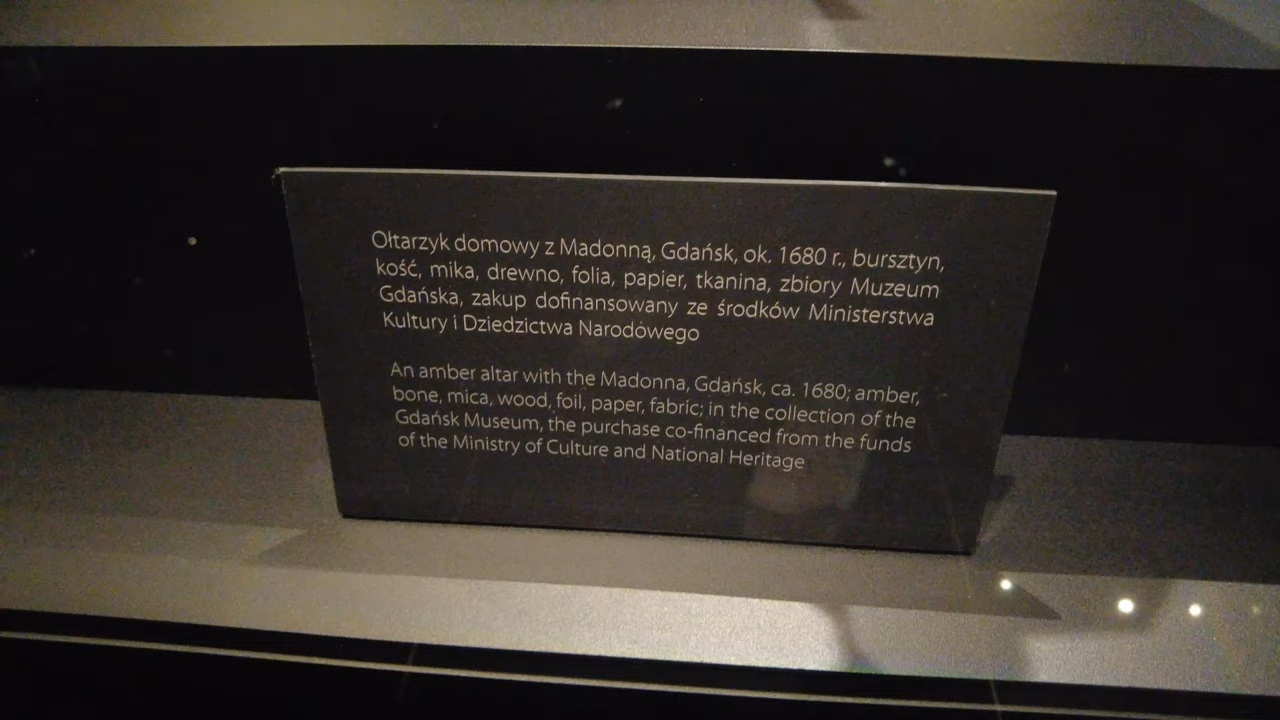 Ołtarzyk domowy z Madonną, Gdańsk, ok. 1680 r., bursztyn,
kość, mika, drewno, folia, papier, tkanina, zbiory Muzeum
Gdańska, zakup dofinansowany ze środków Ministerstwa
Kultury i Dziedzictwa Narodowego
An amber altar with the Madonna, Gdańsk, ca. 1680; amber,
bone, mica, wood, foil, paper, fabric; in the collection of the
Gdańsk Museum, the purchase co-financed from the funds
of the Ministry of Culture and National Heritage